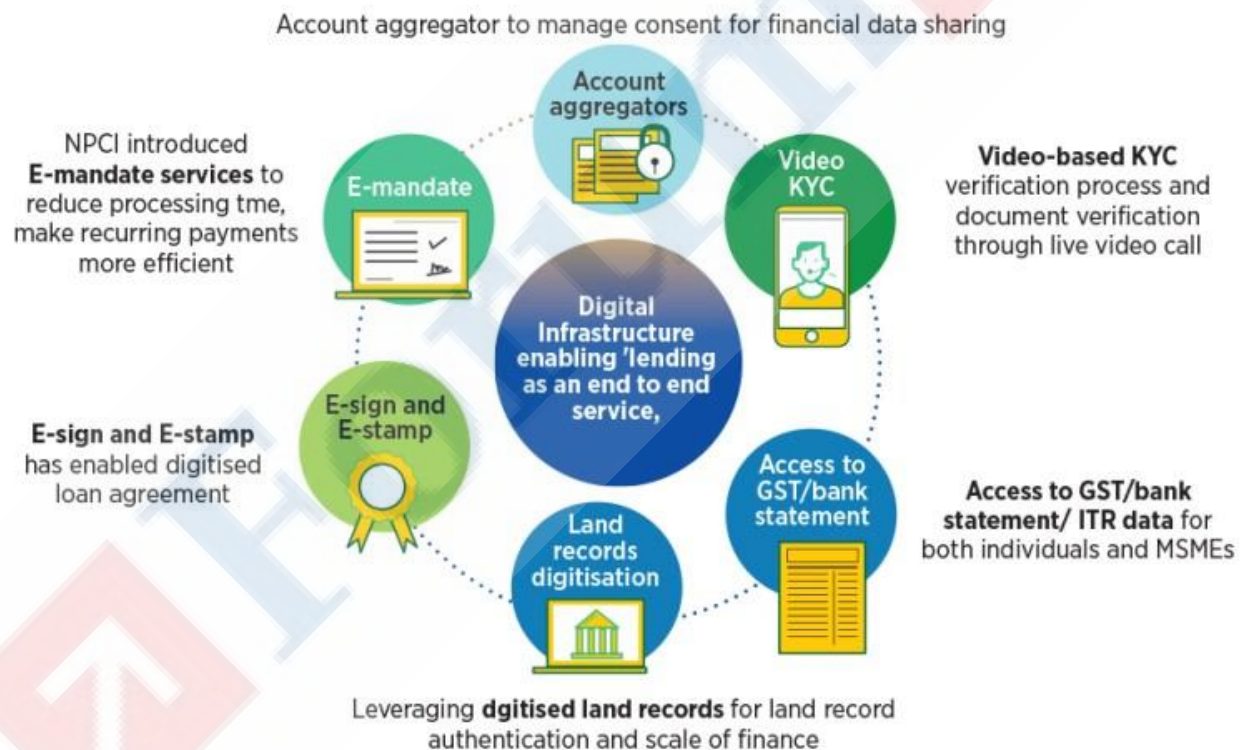 Account aggregator to manage consent for financial data sharing
Account
aggregators
Video
KYC
Video-based KYC
verification process and
document verification
through live video call
Access to
GST/bank
statement
Access to GST/bank
statement/ ITR data for
both individuals and MSMEs
Land
records
digitisation
Leveraging dgitised land records for land record
authentication and scale of finance
E-sign and
E-stamp
E-sign and E-stamp
has enabled digitised
loan agreement
E-mandate
NPCI introduced
E-mandate services to
reduce processing tme,
make recurring payments
more efficient
Digital
Infrastructure
enabling 'lending
as an end to end
service,